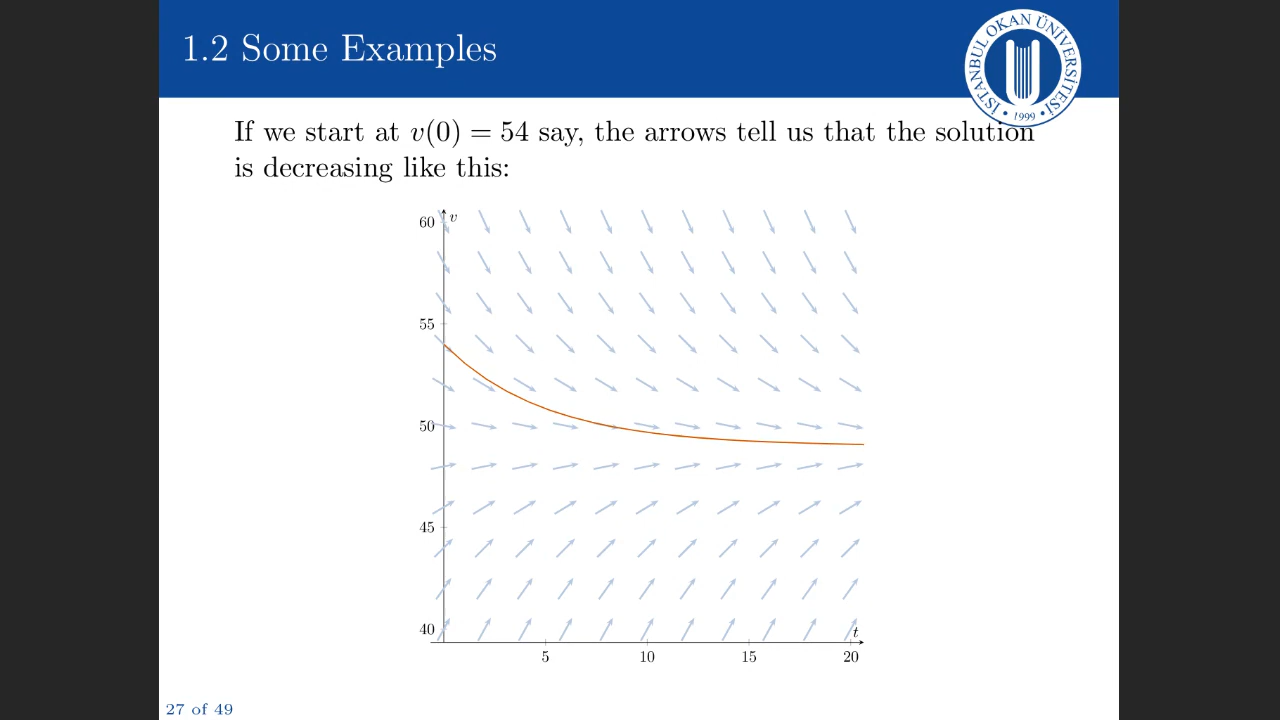 1.2 Some Examples
İSTANBUL OKAN ÜNİVERSİTESİ
1999
If we start at v(0) = 54 say, the arrows tell us that the solution
is decreasing like this:
v
60
55
50
45
40
t
5 10 15 20
27 of 49